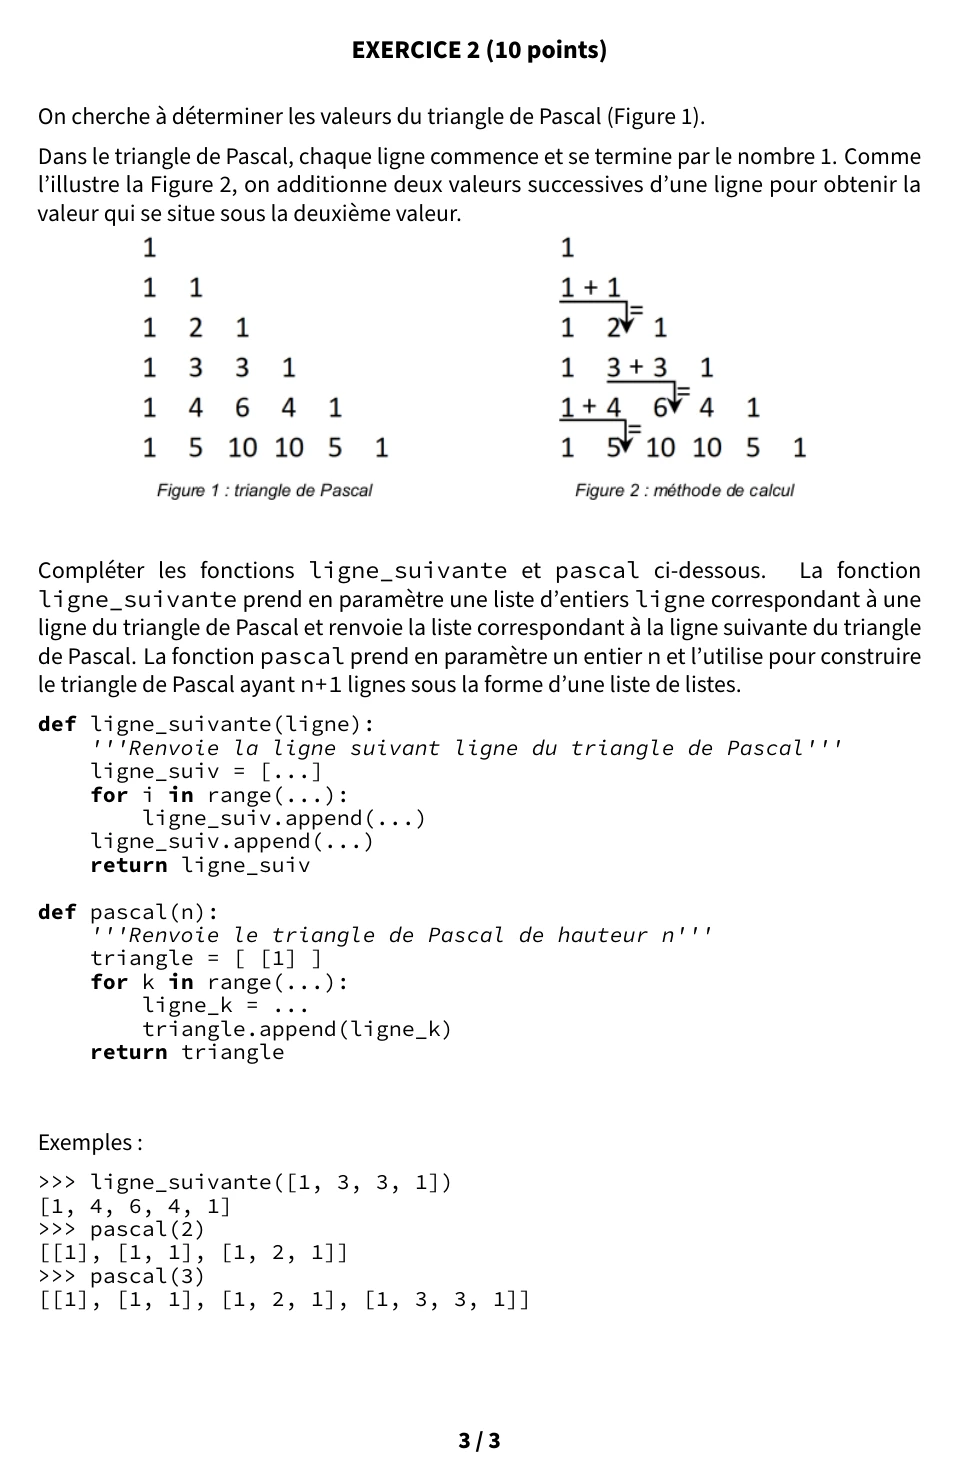 EXERCICE 2 (10 points)
On cherche à déterminer les valeurs du triangle de Pascal (Figure 1).
Dans le triangle de Pascal, chaque ligne commence et se termine par le nombre 1. Comme
l’illustre la Figure 2, on additionne deux valeurs successives d’une ligne pour obtenir la
valeur qui se situe sous la deuxième valeur.
1
1 1
1 2 1
1 3 3 1
1 4 6 4 1
1 5 10 10 5 1
Figure 1 : triangle de Pascal
1
1 + 1
=
1 2 1
1 3 + 3 1
=
1 + 4 6 4 1
=
1 5 10 10 5 1
Figure 2 : méthode de calcul
Compléter les fonctions ligne_suivante et pascal ci-dessous. La fonction
ligne_suivante prend en paramètre une liste d’entiers ligne correspondant à une
ligne du triangle de Pascal et renvoie la liste correspondant à la ligne suivante du triangle
de Pascal. La fonction pascal prend en paramètre un entier n et l’utilise pour construire
le triangle de Pascal ayant n+1 lignes sous la forme d’une liste de listes.
def ligne_suivante(ligne):
    '''Renvoie la ligne suivant ligne du triangle de Pascal'''
    ligne_suiv = [...]
    for i in range(...):
        ligne_suiv.append(...)
    ligne_suiv.append(...)
    return ligne_suiv
def pascal(n):
    '''Renvoie le triangle de Pascal de hauteur n'''
    triangle = [ [1] ]
    for k in range(...):
        ligne_k = ...
        triangle.append(ligne_k)
    return triangle
Exemples :
>>> ligne_suivante([1, 3, 3, 1])
[1, 4, 6, 4, 1]
>>> pascal(2)
[[1], [1, 1], [1, 2, 1]]
>>> pascal(3)
[[1], [1, 1], [1, 2, 1], [1, 3, 3, 1]]
3 / 3